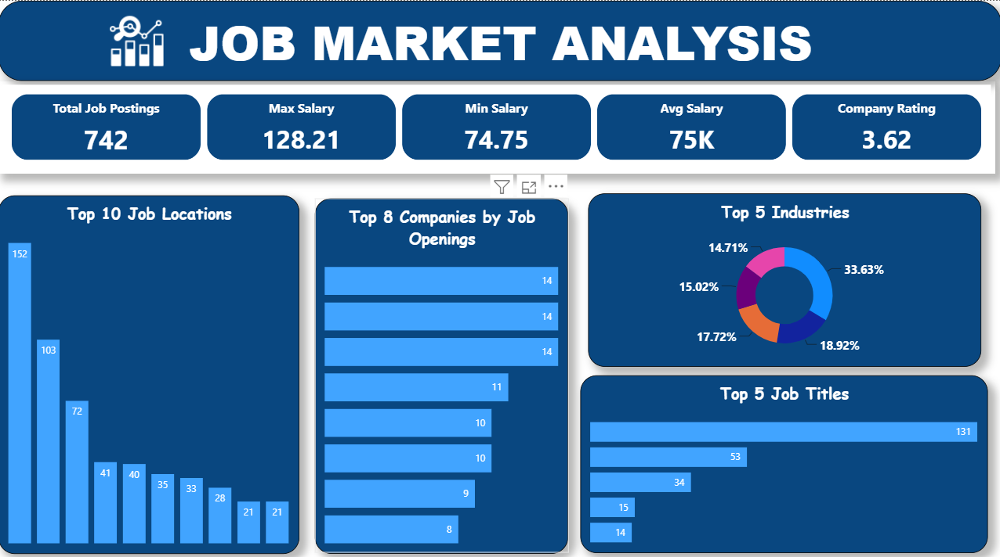 JOB MARKET ANALYSIS
Total Job Postings
742
Max Salary
128.21
Min Salary
74.75
Avg Salary
75K
Company Rating
3.62
Top 10 Job Locations
152
103
72
41
40
35
33
28
21
21
Top 8 Companies by Job
Openings
14
14
14
11
10
10
9
8
Top 5 Industries
14.71%
33.63%
15.02%
17.72%
18.92%
Top 5 Job Titles
131
53
34
15
14